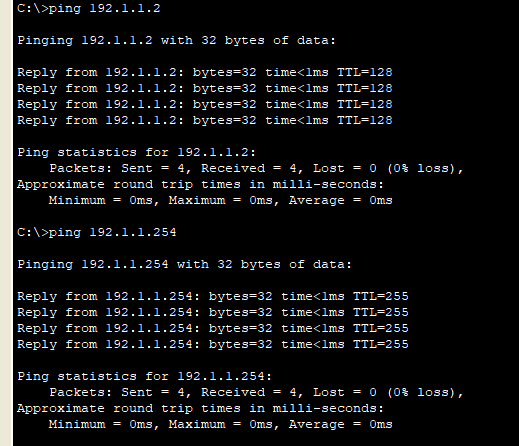 C:\>ping 192.1.1.2
Pinging 192.1.1.2 with 32 bytes of data:
Reply from 192.1.1.2: bytes=32 time<1ms TTL=128
Reply from 192.1.1.2: bytes=32 time<1ms TTL=128
Reply from 192.1.1.2: bytes=32 time<1ms TTL=128
Reply from 192.1.1.2: bytes=32 time<1ms TTL=128
Ping statistics for 192.1.1.2:
    Packets: Sent = 4, Received = 4, Lost = 0 (0% loss),
Approximate round trip times in milli-seconds:
    Minimum = 0ms, Maximum = 0ms, Average = 0ms
C:\>ping 192.1.1.254
Pinging 192.1.1.254 with 32 bytes of data:
Reply from 192.1.1.254: bytes=32 time<1ms TTL=255
Reply from 192.1.1.254: bytes=32 time<1ms TTL=255
Reply from 192.1.1.254: bytes=32 time<1ms TTL=255
Reply from 192.1.1.254: bytes=32 time<1ms TTL=255
Ping statistics for 192.1.1.254:
    Packets: Sent = 4, Received = 4, Lost = 0 (0% loss),
Approximate round trip times in milli-seconds:
    Minimum = 0ms, Maximum = 0ms, Average = 0ms